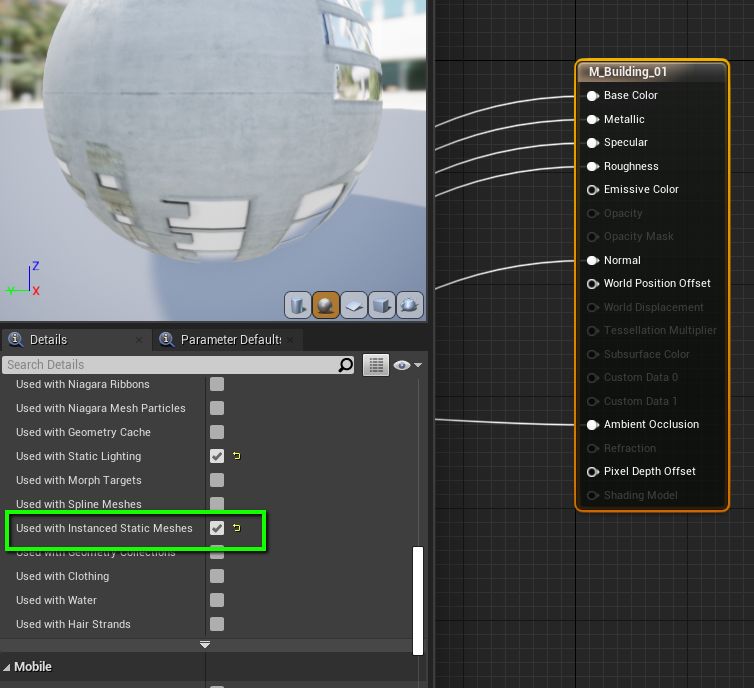 M_Building_01
Base Color
Metallic
Specular
Roughness
Emissive Color
Opacity
Opacity Mask
Normal
World Position Offset
World Displacement
Tessellation Multiplier
Subsurface Color
Custom Data 0
Custom Data 1
Ambient Occlusion
Refraction
Pixel Depth Offset
Shading Model
Z
Y
X
Details
Parameter Defaults
Search Details
Used with Niagara Ribbons
Used with Niagara Mesh Particles
Used with Geometry Cache
Used with Static Lighting
Used with Morph Targets
Used with Spline Meshes
Used with Instanced Static Meshes
Used with Geometry Collections
Used with Clothing
Used with Water
Used with Hair Strands
Mobile